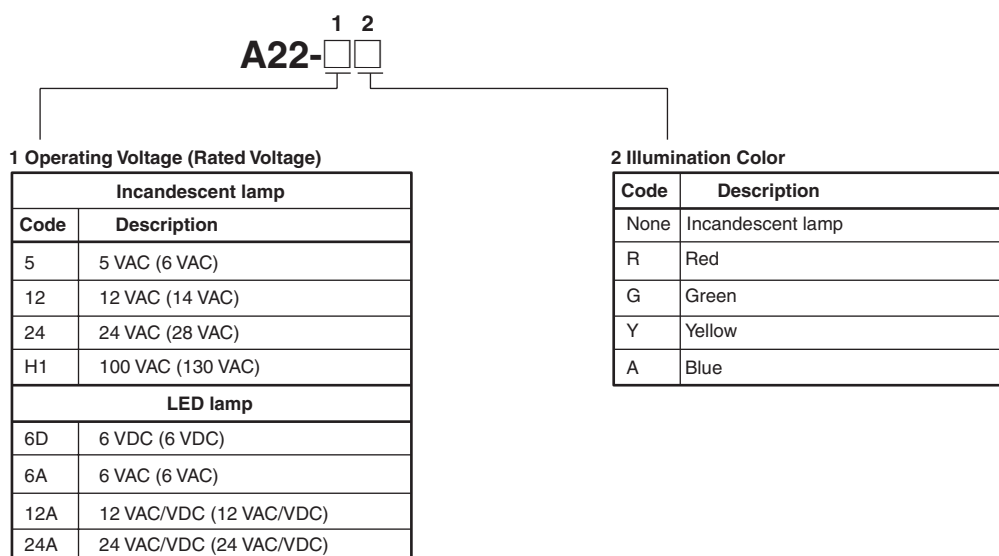 1 2
A22-□□
1 Operating Voltage (Rated Voltage)
Incandescent lamp
Code Description
5 5 VAC (6 VAC)
12 12 VAC (14 VAC)
24 24 VAC (28 VAC)
H1 100 VAC (130 VAC)
LED lamp
6D 6 VDC (6 VDC)
6A 6 VAC (6 VAC)
12A 12 VAC/VDC (12 VAC/VDC)
24A 24 VAC/VDC (24 VAC/VDC)
2 Illumination Color
Code Description
None Incandescent lamp
R Red
G Green
Y Yellow
A Blue